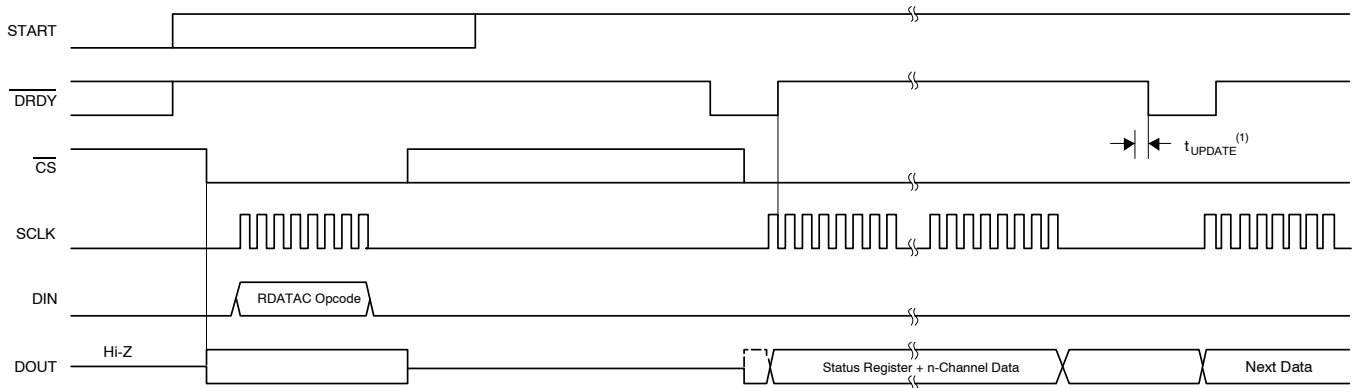 START
DRDY
CS
tUPDATE(1)
SCLK
DIN
RDATAC Opcode
Hi-Z
DOUT
Status Register + n-Channel Data
Next Data